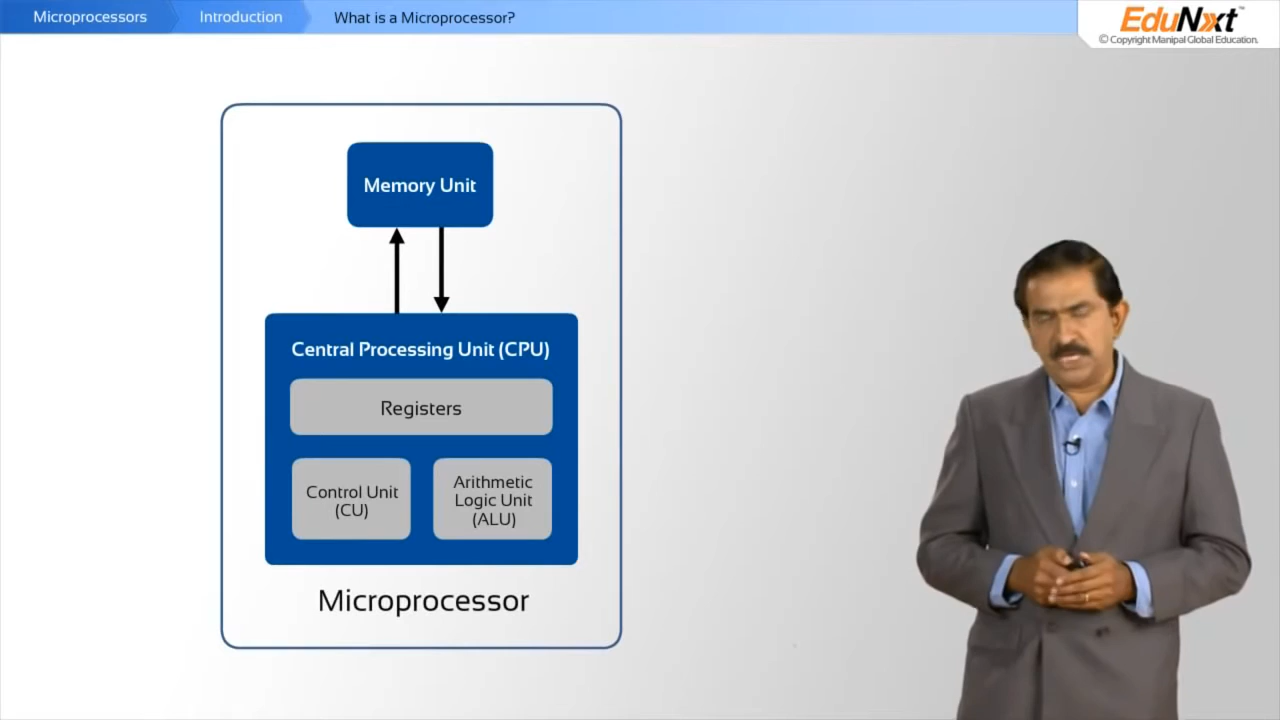 Microprocessors
Introduction
What is a Microprocessor?
EduNxt™
© Copyright Manipal Global Education.
Memory Unit
Central Processing Unit (CPU)
Registers
Control Unit
(CU)
Arithmetic
Logic Unit
(ALU)
Microprocessor